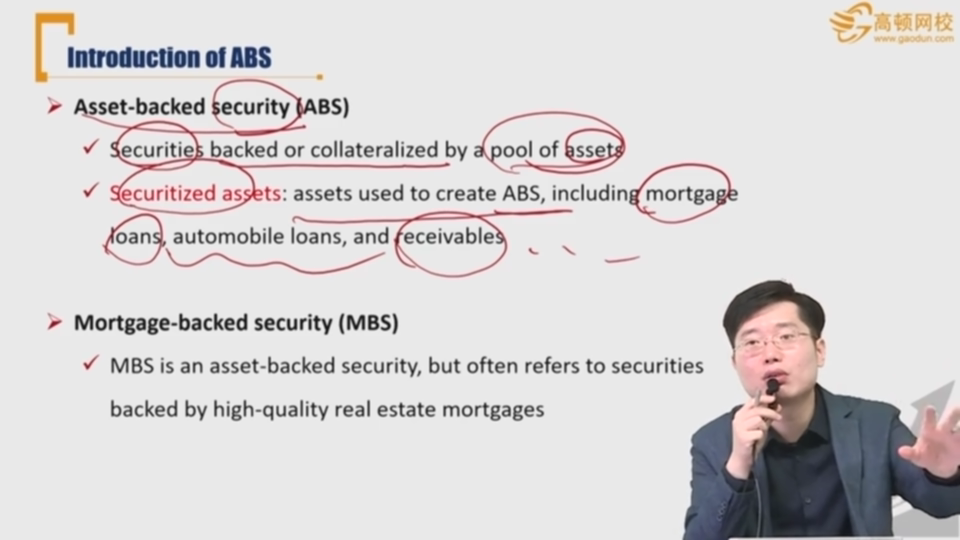 高顿网校
www.gaodun.com
Introduction of ABS
Asset-backed security (ABS)
Securities backed or collateralized by a pool of assets
Securitized assets: assets used to create ABS, including mortgage
loans, automobile loans, and receivables
Mortgage-backed security (MBS)
MBS is an asset-backed security, but often refers to securities
backed by high-quality real estate mortgages